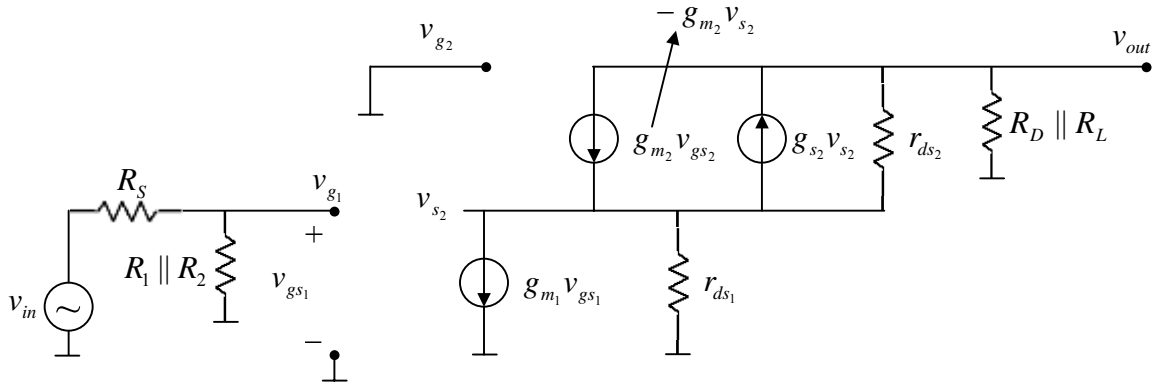 − g_{m_2} v_{s_2}
v_{g_2}
v_{out}
g_{m_2} v_{gs_2}
g_{s_2} v_{s_2}
r_{ds_2}
R_D || R_L
R_S
v_{g_1}
v_{s_2}
+
R_1 || R_2
v_{gs_1}
g_{m_1} v_{gs_1}
r_{ds_1}
v_{in}
~
−